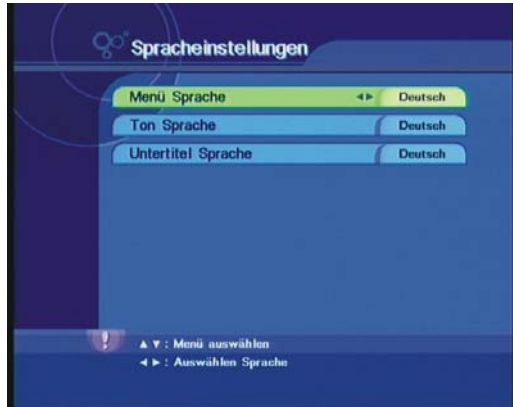 Spracheinstellungen
Menü Sprache ◄► Deutsch
Ton Sprache Deutsch
Untertitel Sprache Deutsch
▲ ▼ : Menü auswählen
◄ ► : Auswählen Sprache